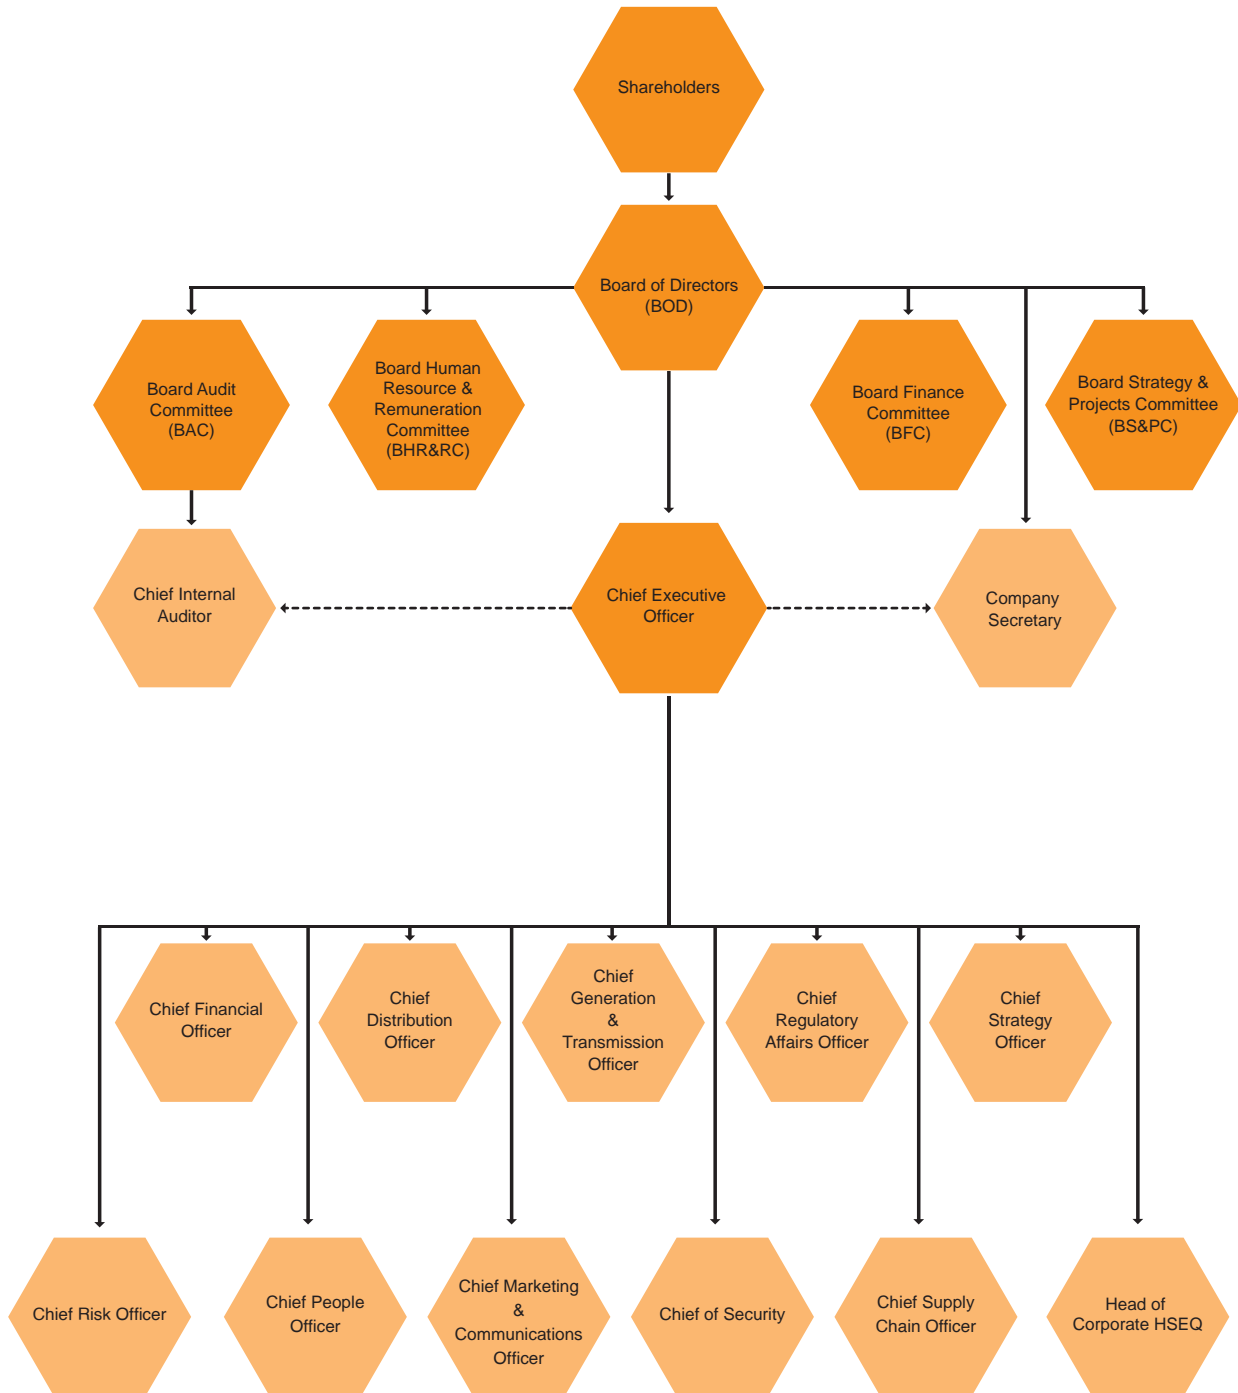 Shareholders
Board of Directors
(BOD)
Board Audit
Committee
(BAC)
Board Human
Resource &
Remuneration
Committee
(BHR&RC)
Board Finance
Committee
(BFC)
Board Strategy &
Projects Committee
(BS&PC)
Chief Internal
Auditor
Chief Executive
Officer
Company
Secretary
Chief Financial
Officer
Chief
Distribution
Officer
Chief
Generation
&
Transmission
Officer
Chief
Regulatory
Affairs Officer
Chief
Strategy
Officer
Chief Risk Officer
Chief People
Officer
Chief Marketing
&
Communications
Officer
Chief of Security
Chief Supply
Chain Officer
Head of
Corporate HSEQ